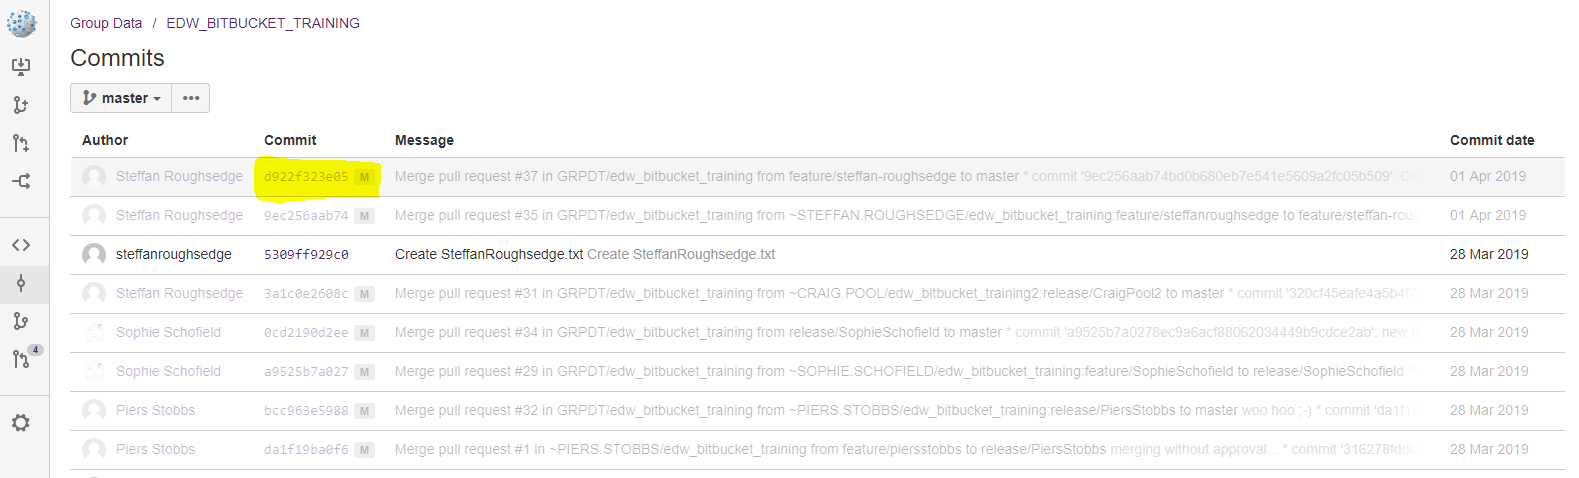 Group Data / EDW_BITBUCKET_TRAINING
Commits
master
Author Commit Message Commit date
Steffan Roughsedge d922f323e05 M Merge pull request #37 in GRPDT/edw_bitbucket_training from feature/steffan-roughsedge to master * commit '9ec256aab74bd0b680eb7e541e5609a2fc05b509': 01 Apr 2019
Steffan Roughsedge 9ec256aab74 M Merge pull request #35 in GRPDT/edw_bitbucket_training from ~STEFFAN.ROUGHSEDGE/edw_bitbucket_training:feature/steffanroughsedge to feature/steffan-roug 01 Apr 2019
steffanroughsedge 5309ff929c0 Create SteffanRoughsedge.txt Create SteffanRoughsedge.txt 28 Mar 2019
Steffan Roughsedge 3a1c0e2608c M Merge pull request #31 in GRPDT/edw_bitbucket_training from ~CRAIG.POOL/edw_bitbucket_training2:release/CraigPool2 to master * commit '320cf45eafe4a5b4f 28 Mar 2019
Sophie Schofield 0cd2190d2ee M Merge pull request #34 in GRPDT/edw_bitbucket_training from release/SophieSchofield to master * commit 'a9525b7a0278ec9a6acf88062034449b9cdce2ab': new 28 Mar 2019
4
Sophie Schofield a9525b7a027 M Merge pull request #29 in GRPDT/edw_bitbucket_training from ~SOPHIE.SCHOFIELD/edw_bitbucket_training:feature/SophieSchofield to release/SophieSchofield 28 Mar 2019
Piers Stobbs bcc963e5988 M Merge pull request #32 in GRPDT/edw_bitbucket_training from ~PIERS.STOBBS/edw_bitbucket_training:release/PiersStobbs to master woo hoo ;-) * commit 'da1f1 28 Mar 2019
Piers Stobbs da1f19ba0f6 M Merge pull request #1 in ~PIERS.STOBBS/edw_bitbucket_training from feature/piersstobbs to release/PiersStobbs merging without approval... * commit '316278fdd 28 Mar 2019